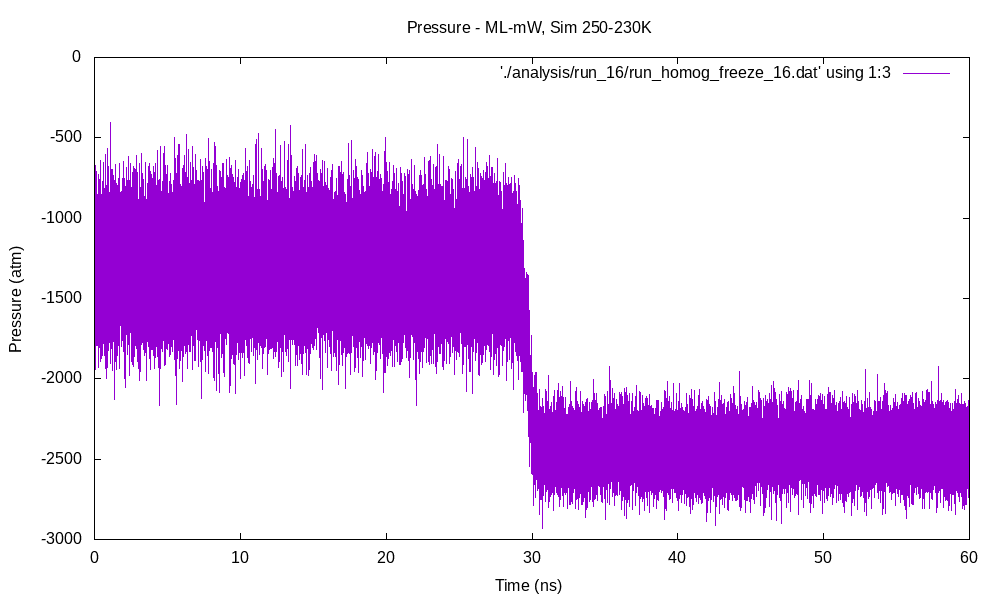 Pressure - ML-mW, Sim 250-230K
'./analysis/run_16/run_homog_freeze_16.dat' using 1:3
0
-500
-1000
-1500
-2000
-2500
-3000
Pressure (atm)
0 10 20 30 40 50 60
Time (ns)